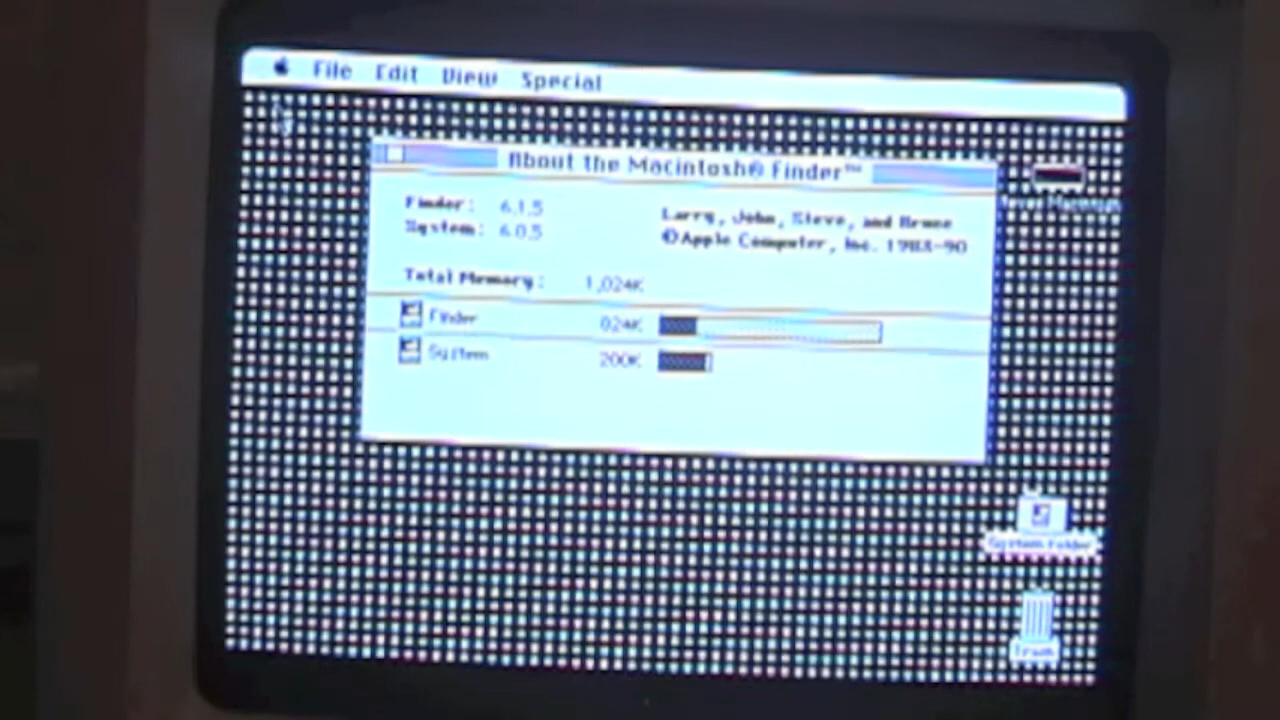 File Edit View Special
About the Macintosh® Finder™
Finder: 6.1.5
System: 6.0.5
Larry, John, Steve, and Bruce
©Apple Computer, Inc. 1983-90
Total Memory: 1,024K
Finder 824K
System 200K
System Folder
Trash